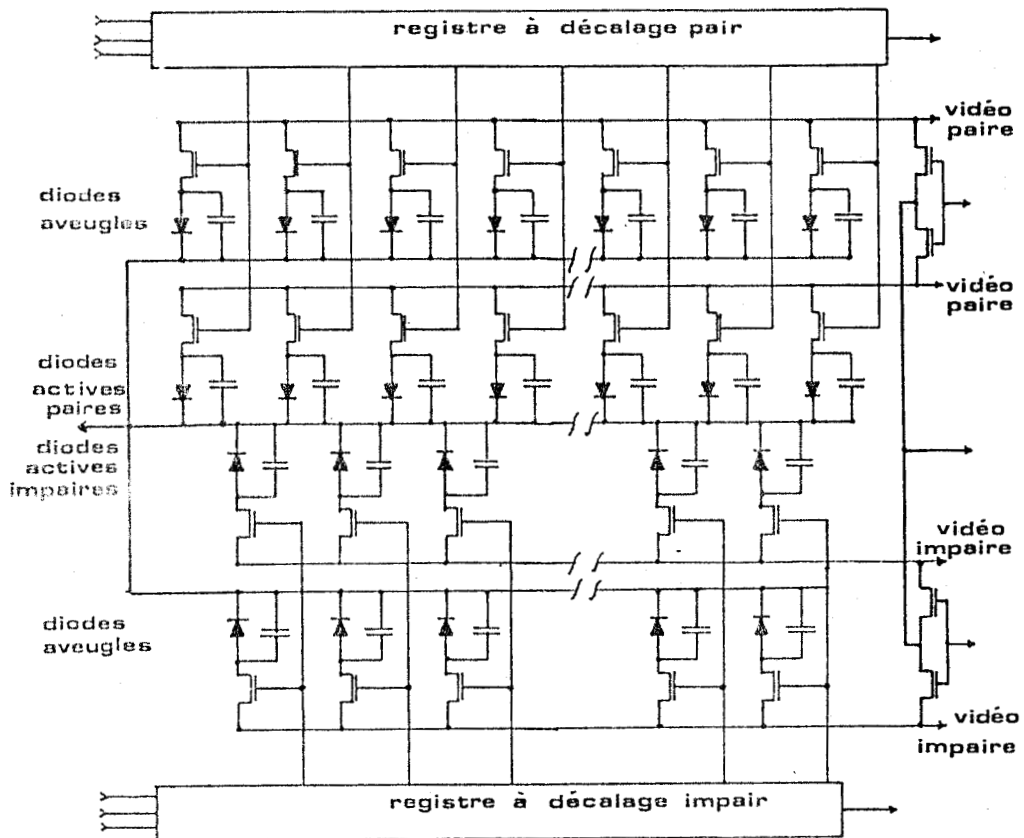 registre à décalage pair
vidéo
paire
diodes
aveugles
vidéo
paire
diodes
actives
paires
diodes
actives
impaires
vidéo
impaire
diodes
aveugles
vidéo
impaire
registre à décalage impair